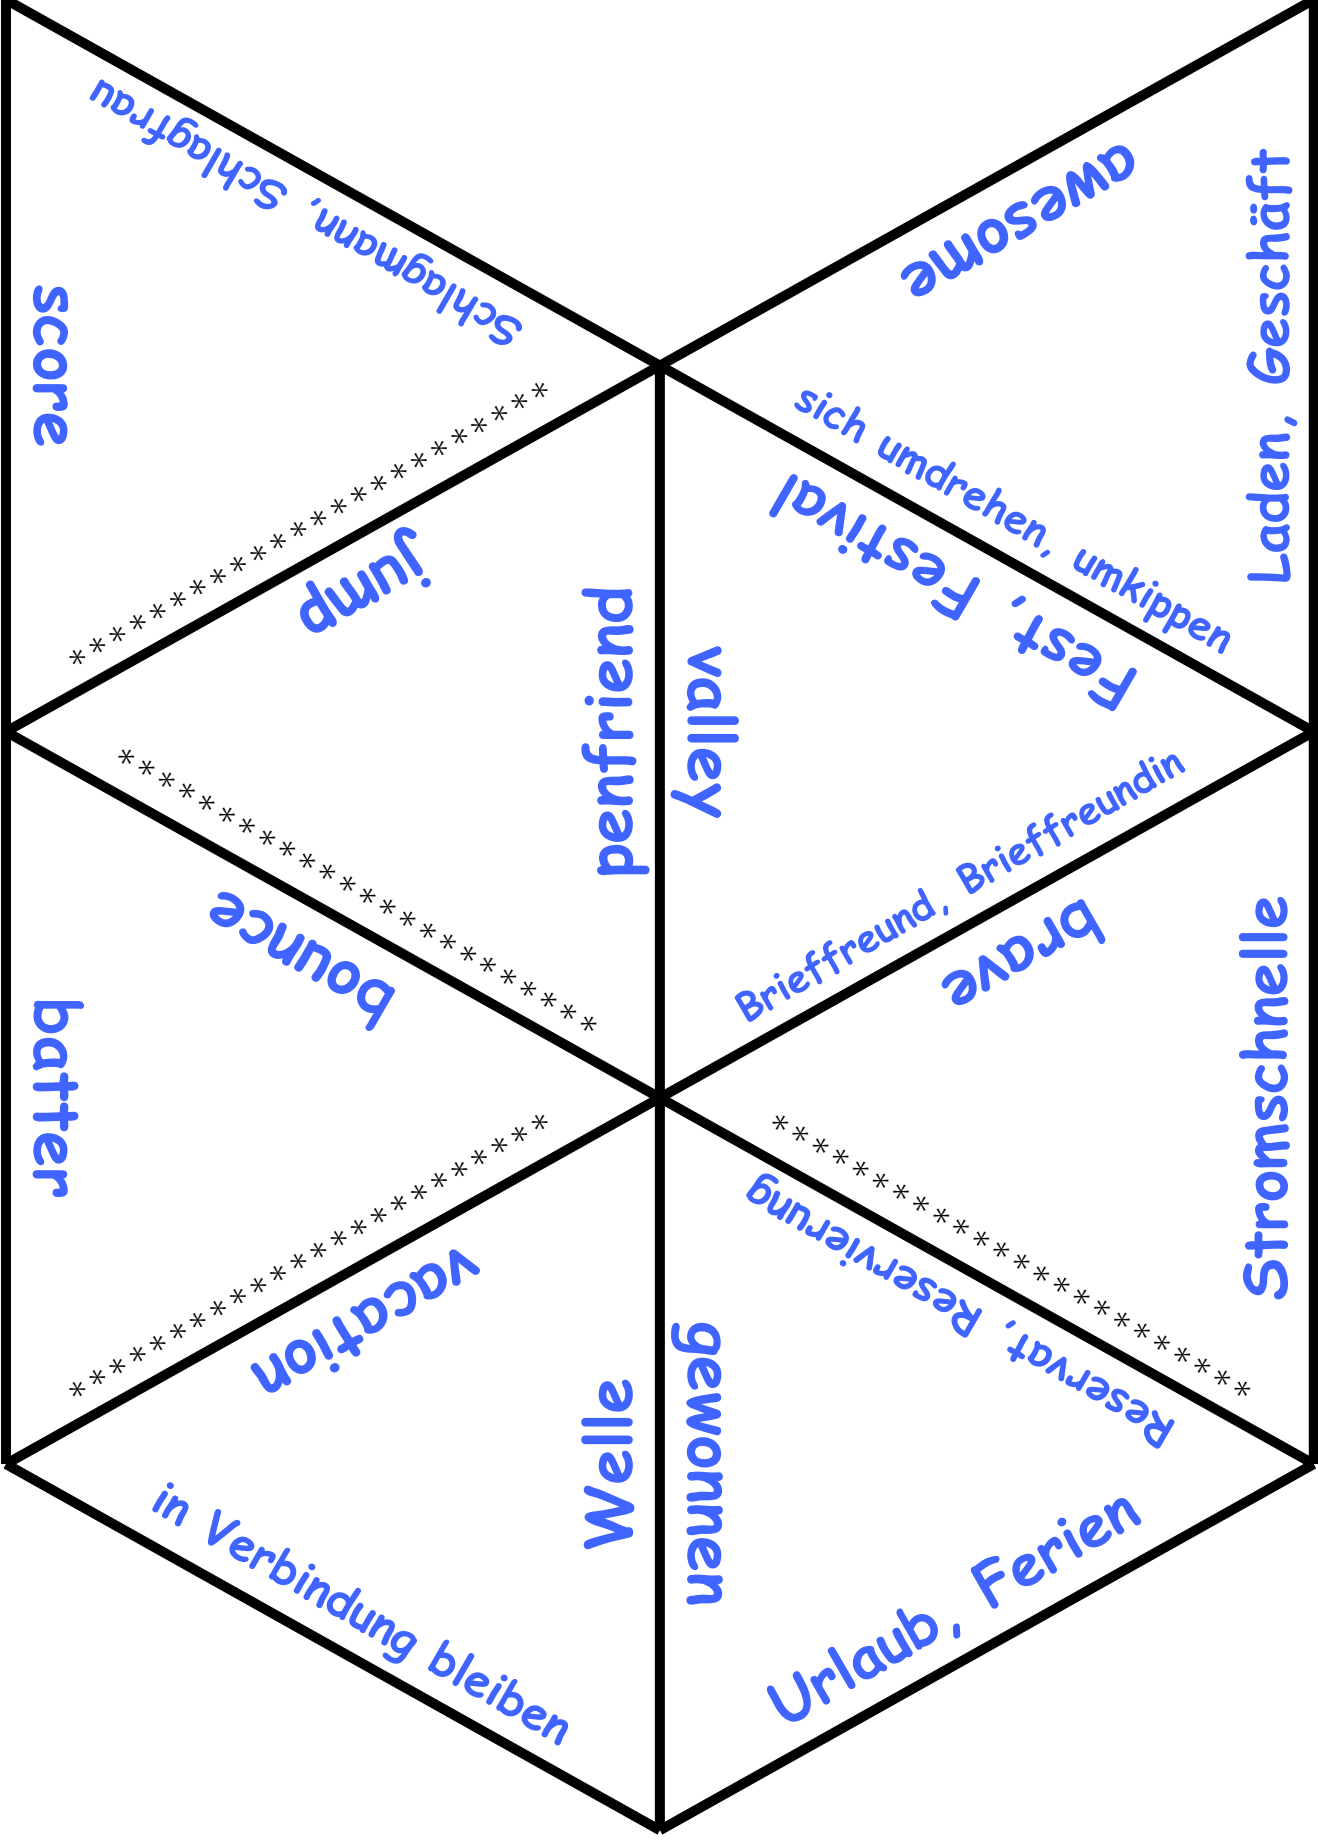 Schlagmann, Schlagfrau
score
************************
awesome
Laden, Geschäft
sich umdrehen, umkippen
jump
penfriend
************************
Fest, Festival
valley
Brieffreund, Brieffreundin
bounce
batter
************************
brave
Stromschnelle
************************
vacation
Welle
in Verbindung bleiben
Reservat, Reservierung
gewonnen
Urlaub, Ferien